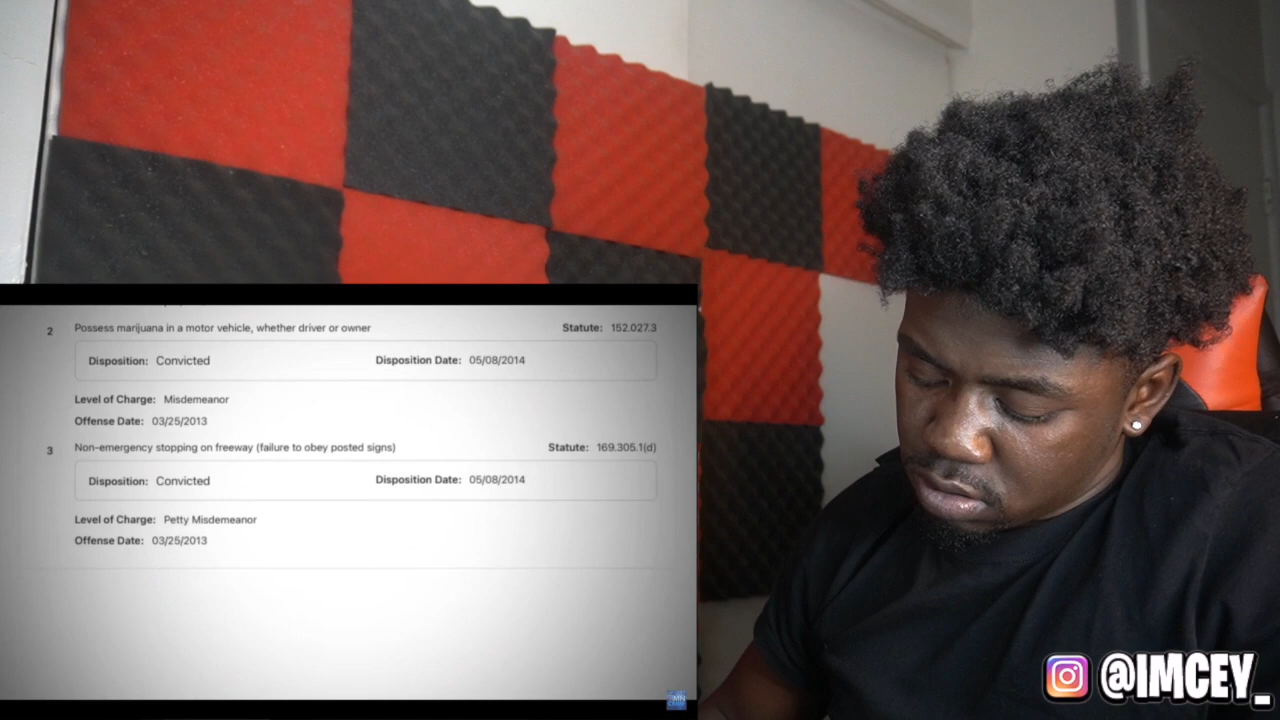 2 Possess marijuana in a motor vehicle, whether driver or owner Statute: 152.027.3
Disposition: Convicted Disposition Date: 05/08/2014
Level of Charge: Misdemeanor
Offense Date: 03/25/2013
3 Non-emergency stopping on freeway (failure to obey posted signs) Statute: 169.305.1(d)
Disposition: Convicted Disposition Date: 05/08/2014
Level of Charge: Petty Misdemeanor
Offense Date: 03/25/2013
MN
@IMCEY_